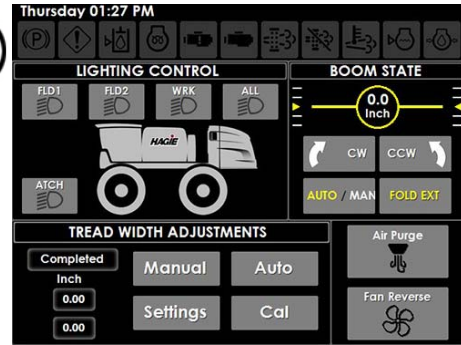 Thursday 01:27 PM
(P)
LIGHTING CONTROL
FLD1 FLD2 WRK ALL
HAGIE
ATCH
BOOM STATE
0.0
Inch
CW CCW
AUTO / MAN FOLD EXT
TREAD WIDTH ADJUSTMENTS
Completed
Inch
0.00
0.00
Manual Auto
Settings Cal
Air Purge
Fan Reverse